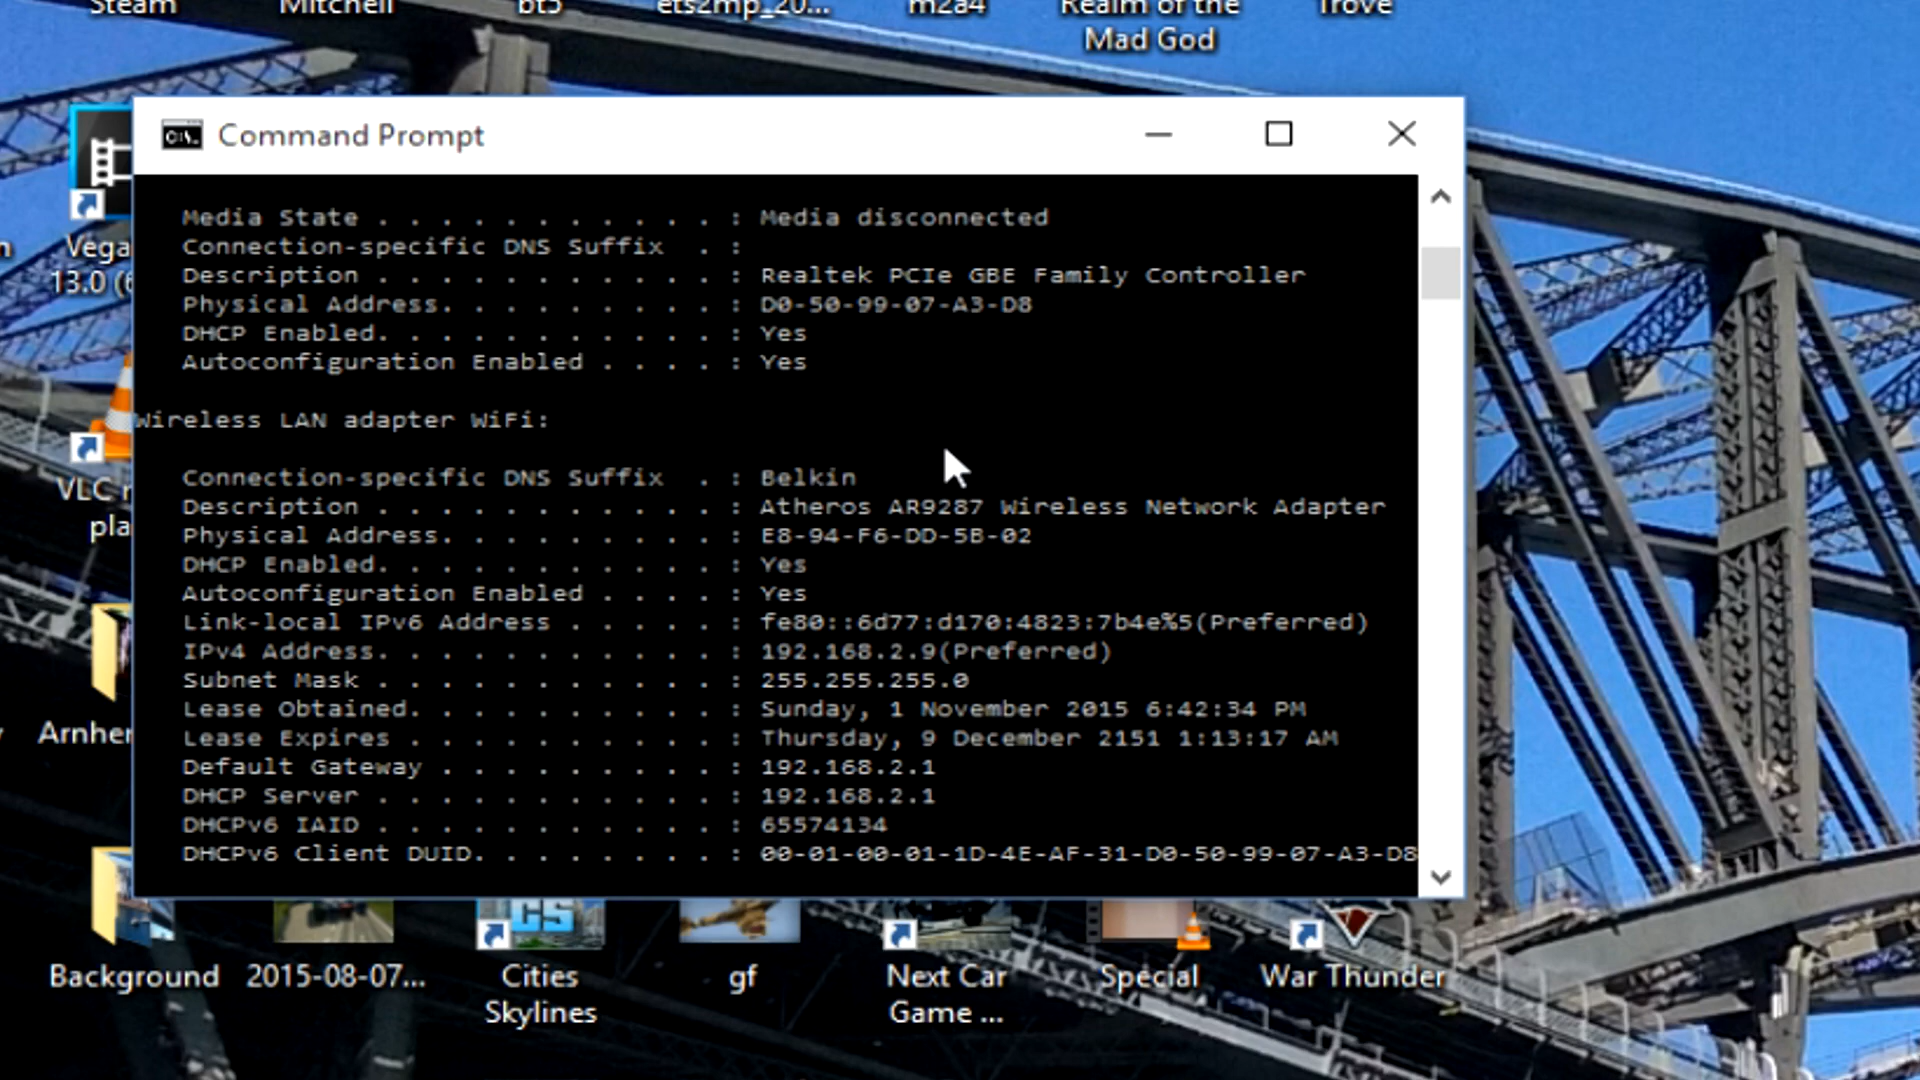 Steam
Mitchell
bt5
ets2mp_20...
m2a4
Realm of the
Mad God
Trove
Command Prompt
Media State . . . . . . . . . . . : Media disconnected
Connection-specific DNS Suffix  . :
Description . . . . . . . . . . . : Realtek PCIe GBE Family Controller
Physical Address. . . . . . . . . : D0-50-99-07-A3-D8
DHCP Enabled. . . . . . . . . . . : Yes
Autoconfiguration Enabled . . . . : Yes
Wireless LAN adapter WiFi:
Connection-specific DNS Suffix  . : Belkin
Description . . . . . . . . . . . : Atheros AR9287 Wireless Network Adapter
Physical Address. . . . . . . . . : E8-94-F6-DD-5B-02
DHCP Enabled. . . . . . . . . . . : Yes
Autoconfiguration Enabled . . . . : Yes
Link-local IPv6 Address . . . . . : fe80::6d77:d170:4823:7b4e%5(Preferred)
IPv4 Address. . . . . . . . . . . : 192.168.2.9(Preferred)
Subnet Mask . . . . . . . . . . . : 255.255.255.0
Lease Obtained. . . . . . . . . . : Sunday, 1 November 2015 6:42:34 PM
Lease Expires . . . . . . . . . . : Thursday, 9 December 2151 1:13:17 AM
Default Gateway . . . . . . . . . : 192.168.2.1
DHCP Server . . . . . . . . . . . : 192.168.2.1
DHCPv6 IAID . . . . . . . . . . . : 65574134
DHCPv6 Client DUID. . . . . . . . : 00-01-00-01-1D-4E-AF-31-D0-50-99-07-A3-D8
Vega
13.0 (6
VLC
pla
Arnher
CS
Background
2015-08-07...
Cities
Skylines
gf
Next Car
Game ...
Special
War Thunder